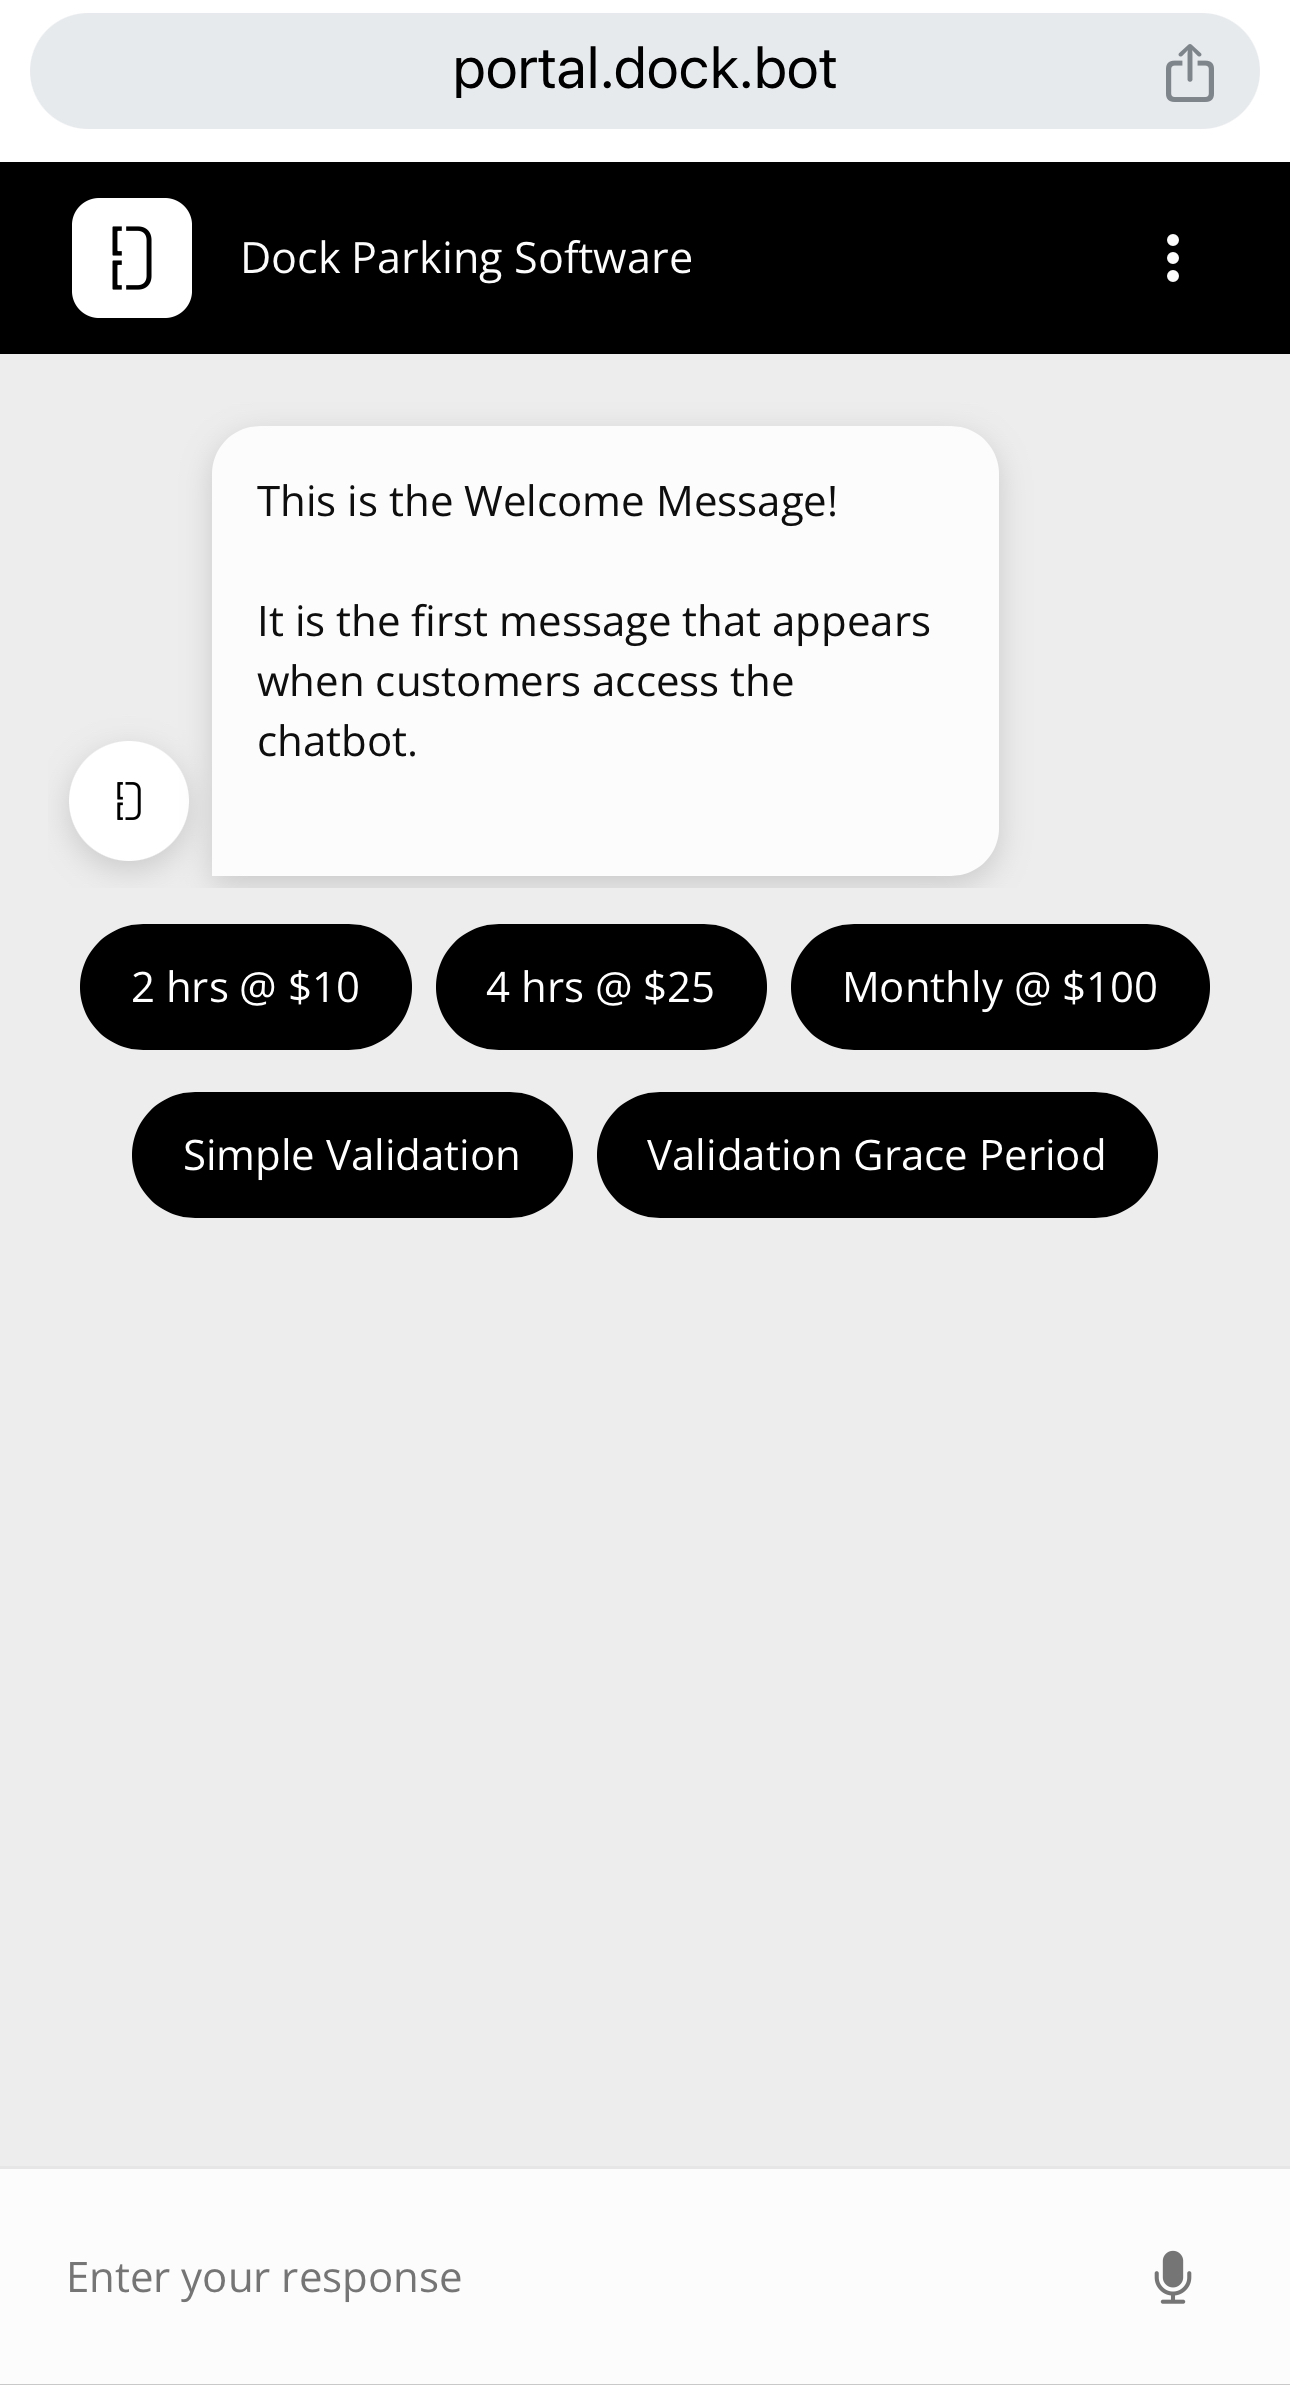 portal.dock.bot
Dock Parking Software
This is the Welcome Message!
It is the first message that appears
when customers access the
chatbot.
2 hrs @ $10
4 hrs @ $25
Monthly @ $100
Simple Validation
Validation Grace Period
Enter your response